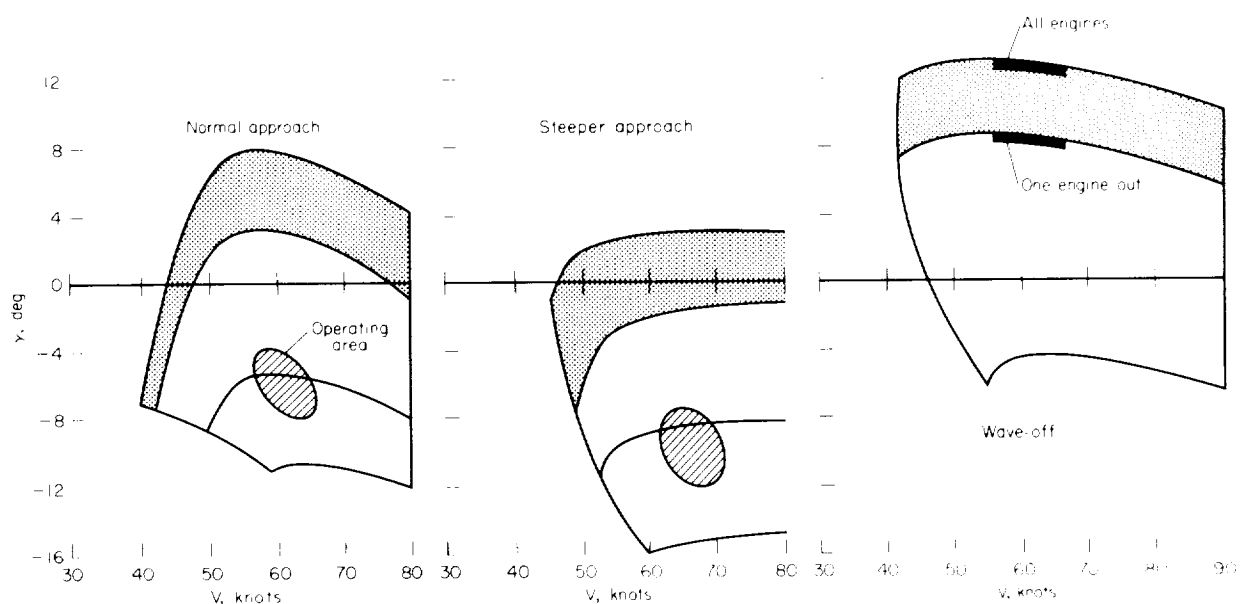 All engines
12
Normal approach
Steeper approach
8
One engine out
4
0
γ, deg
Operating
area
-4
-8
Wave-off
-12
-16
30 40 50 60 70 80
30 40 50 60 70 80
30 40 50 60 70 80 90
V, knots
V, knots
V, knots